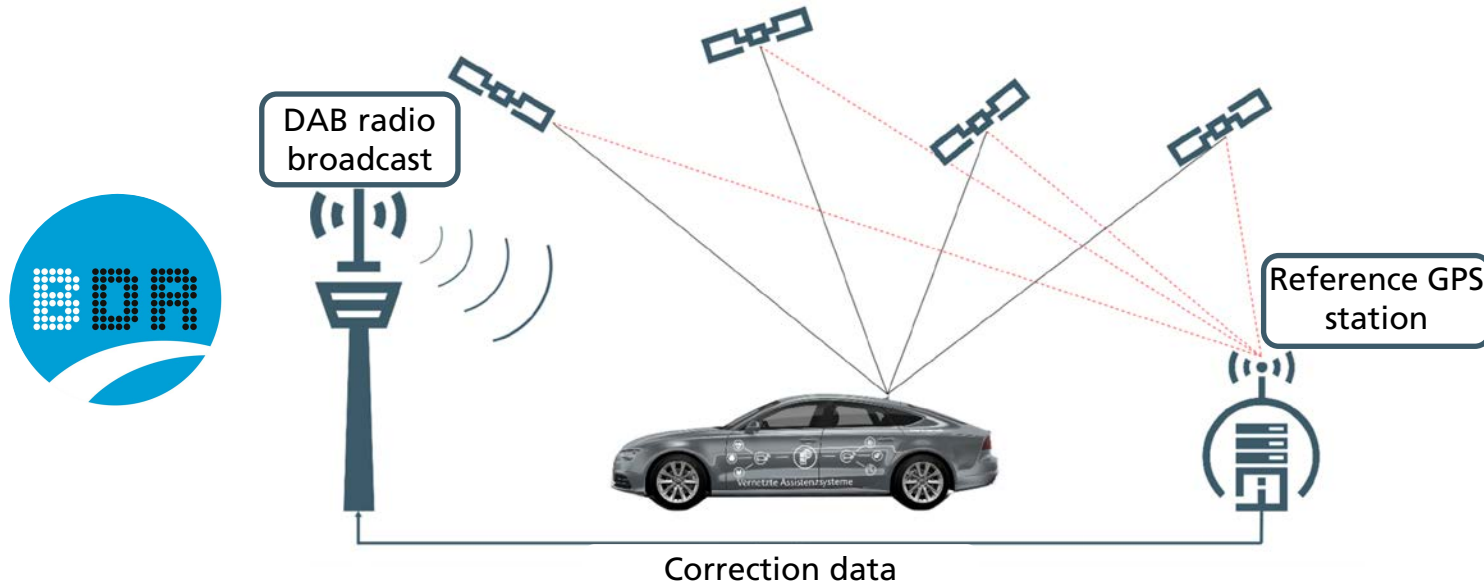 DAB radio
broadcast
BDR
Reference GPS
station
Vernetzte Assistenzsysteme
Correction data